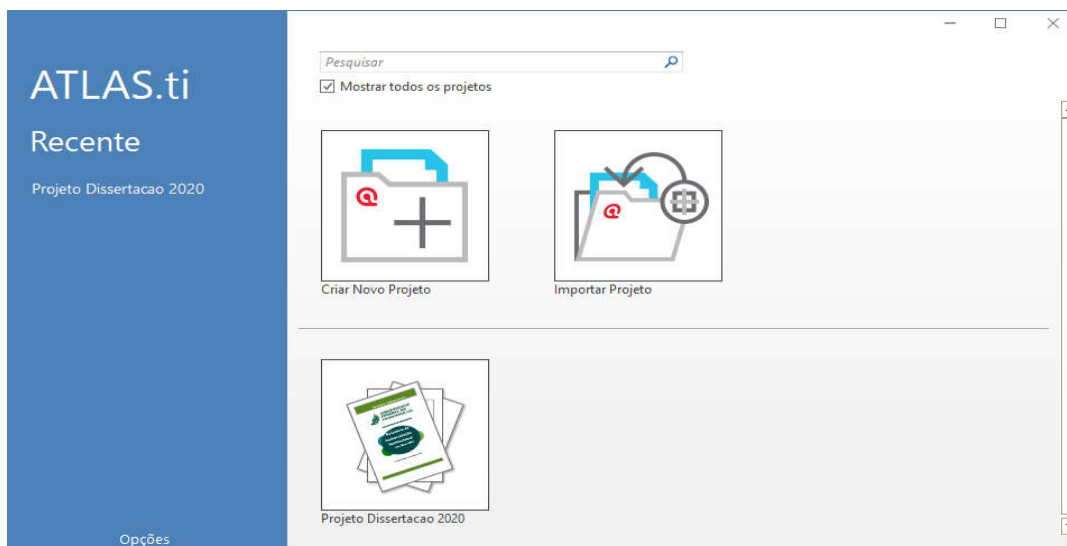 ATLAS.ti
Recente
Projeto Dissertacao 2020
Opções
Pesquisar
Mostrar todos os projetos
Criar Novo Projeto
Importar Projeto
Projeto Dissertacao 2020